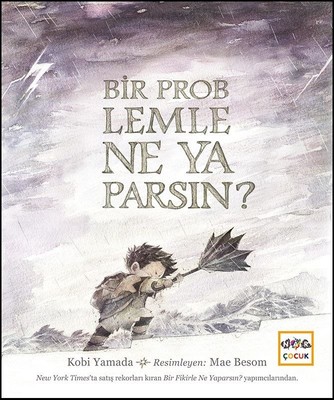 BİR PROB
LEMLE
NE YA
PARSIN?
Kobi Yamada Resimleyen: Mae Besom
ÇOCUK
New York Times'ta satış rekorları kıran Bir Fikirle Ne Yaparsın? yapımcılarından.